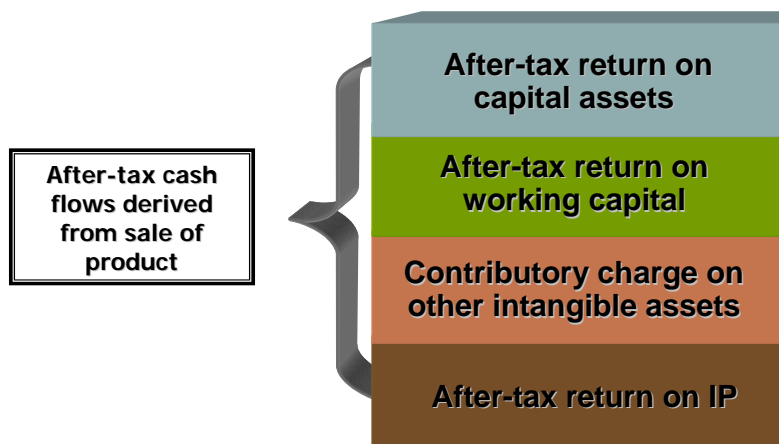 After-tax cash
flows derived
from sale of
product
After-tax return on
capital assets
After-tax return on
working capital
Contributory charge on
other intangible assets
After-tax return on IP